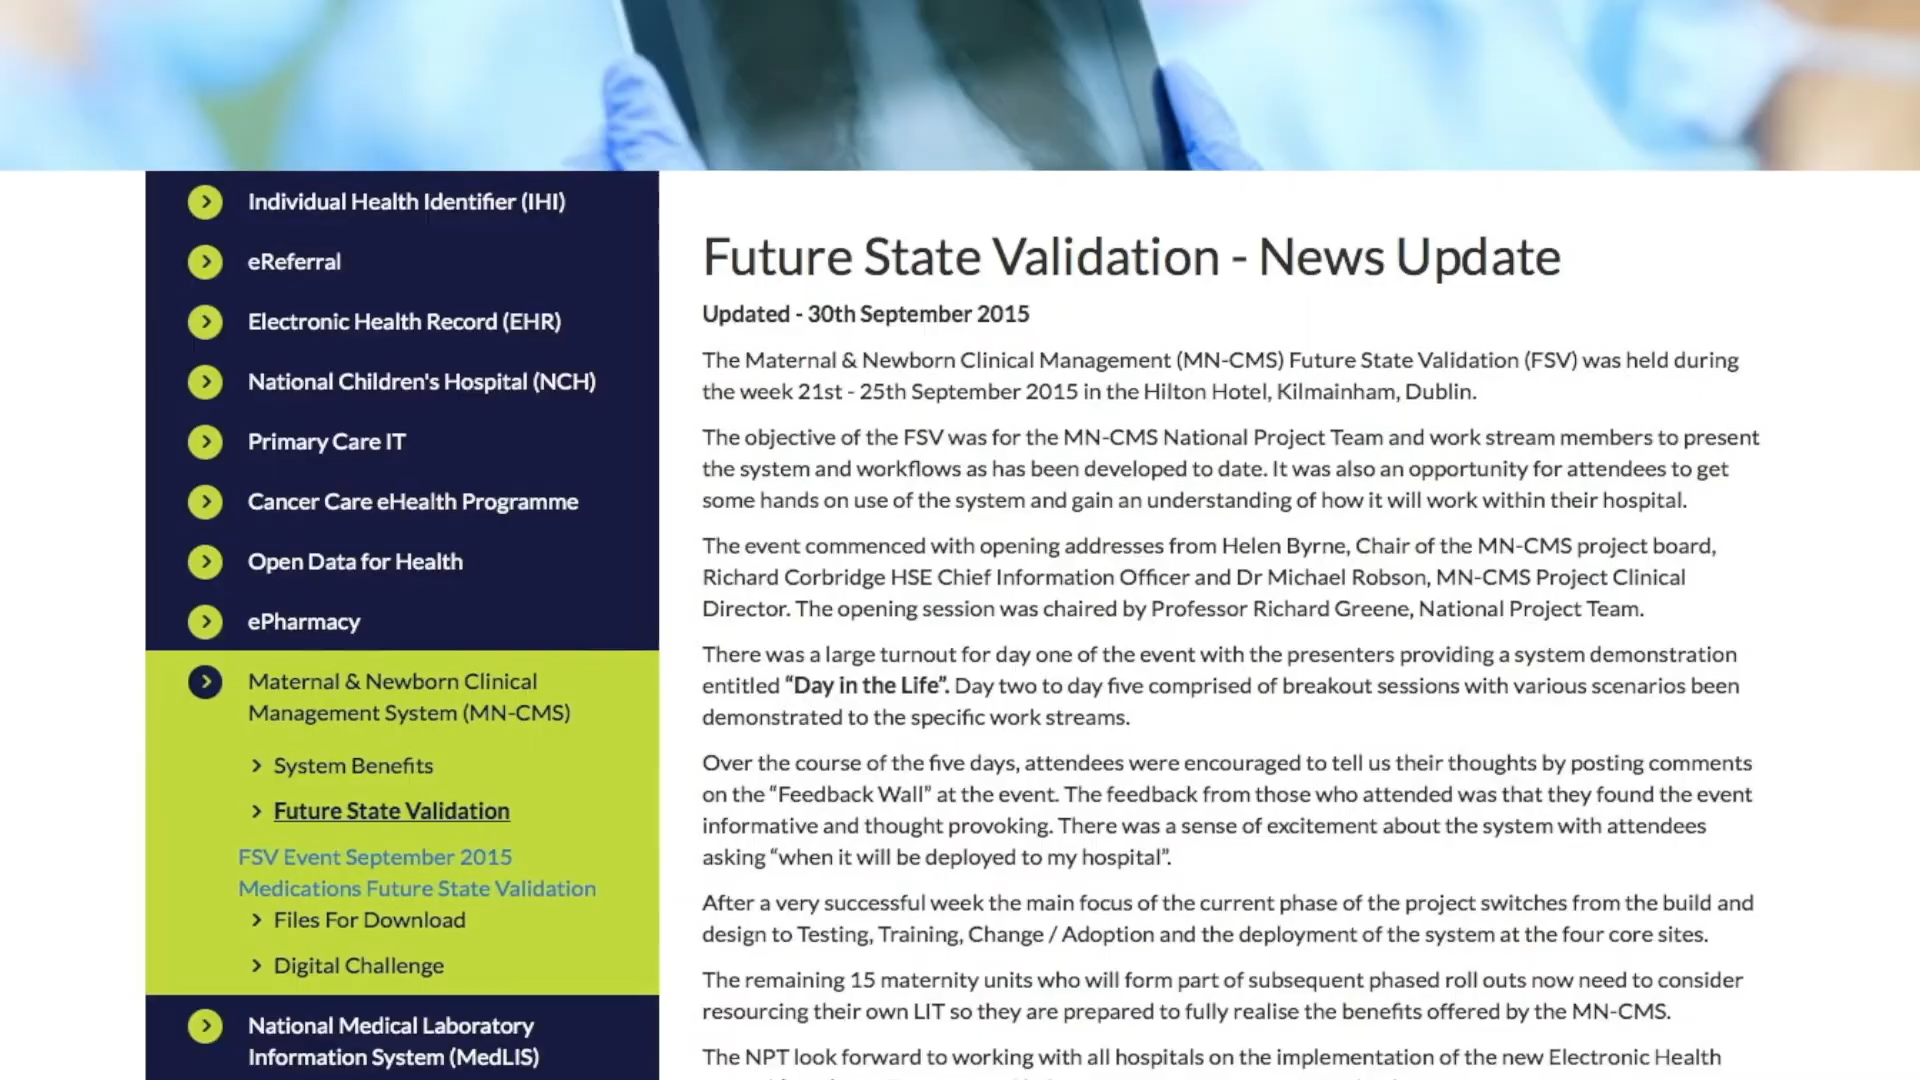 Individual Health Identifier (IHI)
eReferral
Electronic Health Record (EHR)
National Children's Hospital (NCH)
Primary Care IT
Cancer Care eHealth Programme
Open Data for Health
ePharmacy
Maternal & Newborn Clinical
Management System (MN-CMS)
System Benefits
Future State Validation
FSV Event September 2015
Medications Future State Validation
Files For Download
Digital Challenge
National Medical Laboratory
Information System (MedLIS)
Future State Validation - News Update
Updated - 30th September 2015
The Maternal & Newborn Clinical Management (MN-CMS) Future State Validation (FSV) was held during
the week 21st - 25th September 2015 in the Hilton Hotel, Kilmainham, Dublin.
The objective of the FSV was for the MN-CMS National Project Team and work stream members to present
the system and workflows as has been developed to date. It was also an opportunity for attendees to get
some hands on use of the system and gain an understanding of how it will work within their hospital.
The event commenced with opening addresses from Helen Byrne, Chair of the MN-CMS project board,
Richard Corbridge HSE Chief Information Officer and Dr Michael Robson, MN-CMS Project Clinical
Director. The opening session was chaired by Professor Richard Greene, National Project Team.
There was a large turnout for day one of the event with the presenters providing a system demonstration
entitled “Day in the Life”. Day two to day five comprised of breakout sessions with various scenarios been
demonstrated to the specific work streams.
Over the course of the five days, attendees were encouraged to tell us their thoughts by posting comments
on the “Feedback Wall” at the event. The feedback from those who attended was that they found the event
informative and thought provoking. There was a sense of excitement about the system with attendees
asking “when it will be deployed to my hospital”.
After a very successful week the main focus of the current phase of the project switches from the build and
design to Testing, Training, Change / Adoption and the deployment of the system at the four core sites.
The remaining 15 maternity units who will form part of subsequent phased roll outs now need to consider
resourcing their own LIT so they are prepared to fully realise the benefits offered by the MN-CMS.
The NPT look forward to working with all hospitals on the implementation of the new Electronic Health